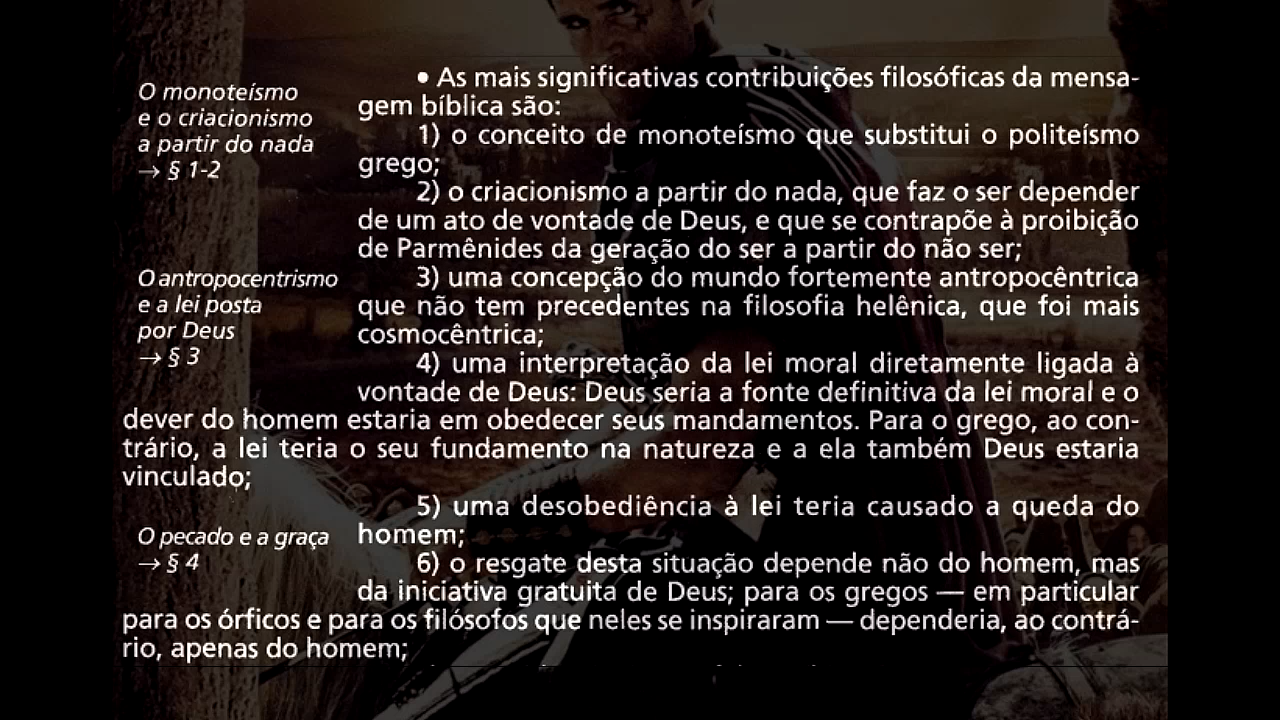 O monoteísmo
e o criacionismo
a partir do nada
→ § 1-2
• As mais significativas contribuições filosóficas da mensa-
gem bíblica são:
1) o conceito de monoteísmo que substitui o politeísmo
grego;
2) o criacionismo a partir do nada, que faz o ser depender
de um ato de vontade de Deus, e que se contrapõe à proibição
de Parmênides da geração do ser a partir do não ser;
O antropocentrismo
e a lei posta
por Deus
→ § 3
3) uma concepção do mundo fortemente antropocêntrica
que não tem precedentes na filosofia helênica, que foi mais
cosmocêntrica;
4) uma interpretação da lei moral diretamente ligada à
vontade de Deus: Deus seria a fonte definitiva da lei moral e o
dever do homem estaria em obedecer seus mandamentos. Para o grego, ao con-
trário, a lei teria o seu fundamento na natureza e a ela também Deus estaria
vinculado;
O pecado e a graça
→ § 4
5) uma desobediência à lei teria causado a queda do
homem;
6) o resgate desta situação depende não do homem, mas
da iniciativa gratuita de Deus; para os gregos — em particular
para os órficos e para os filósofos que neles se inspiraram — dependeria, ao contrá-
rio, apenas do homem;